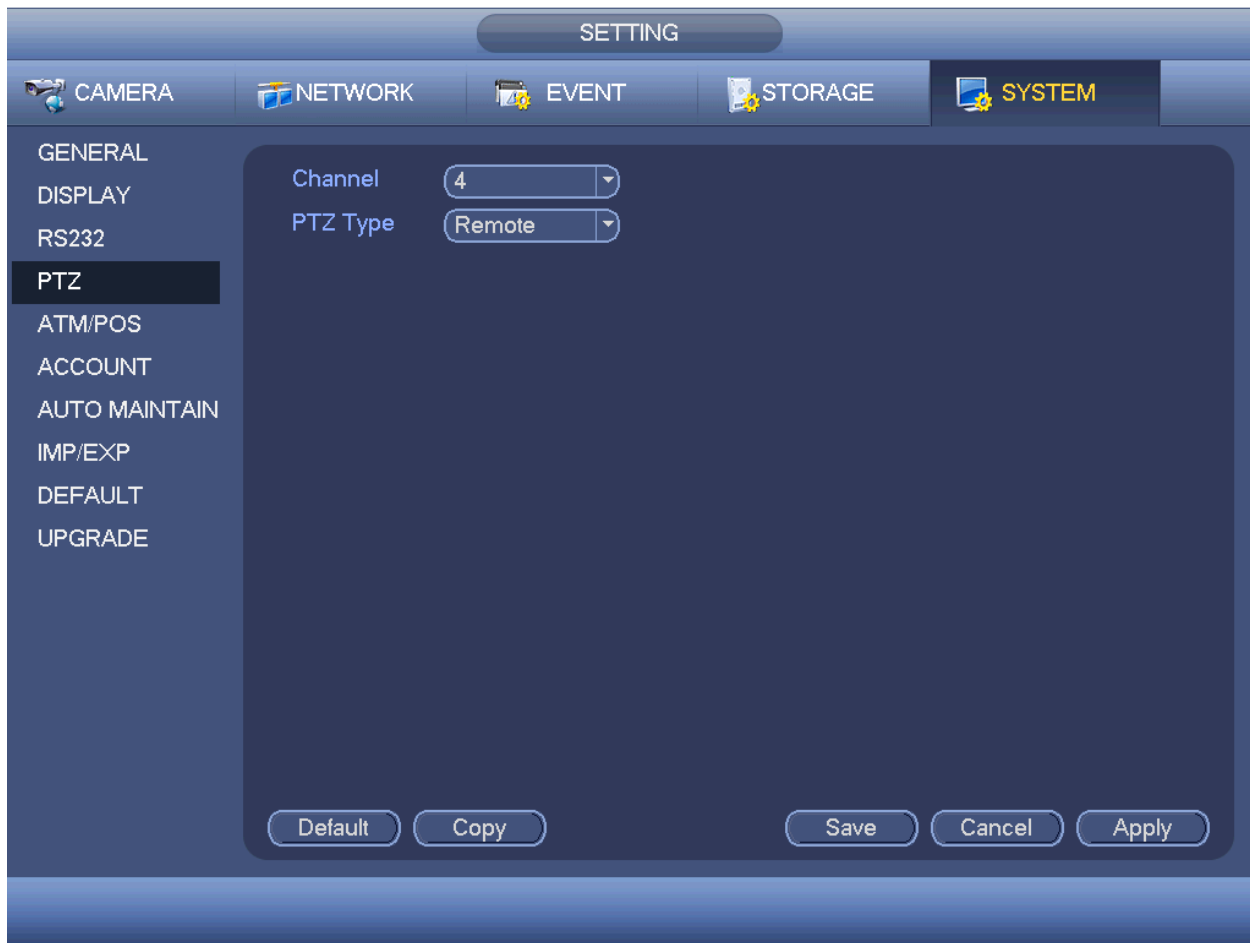 SETTING
CAMERA NETWORK EVENT STORAGE SYSTEM
GENERAL
DISPLAY
RS232
PTZ
ATM/POS
ACCOUNT
AUTO MAINTAIN
IMP/EXP
DEFAULT
UPGRADE
Channel 4
PTZ Type Remote
Default Copy Save Cancel Apply